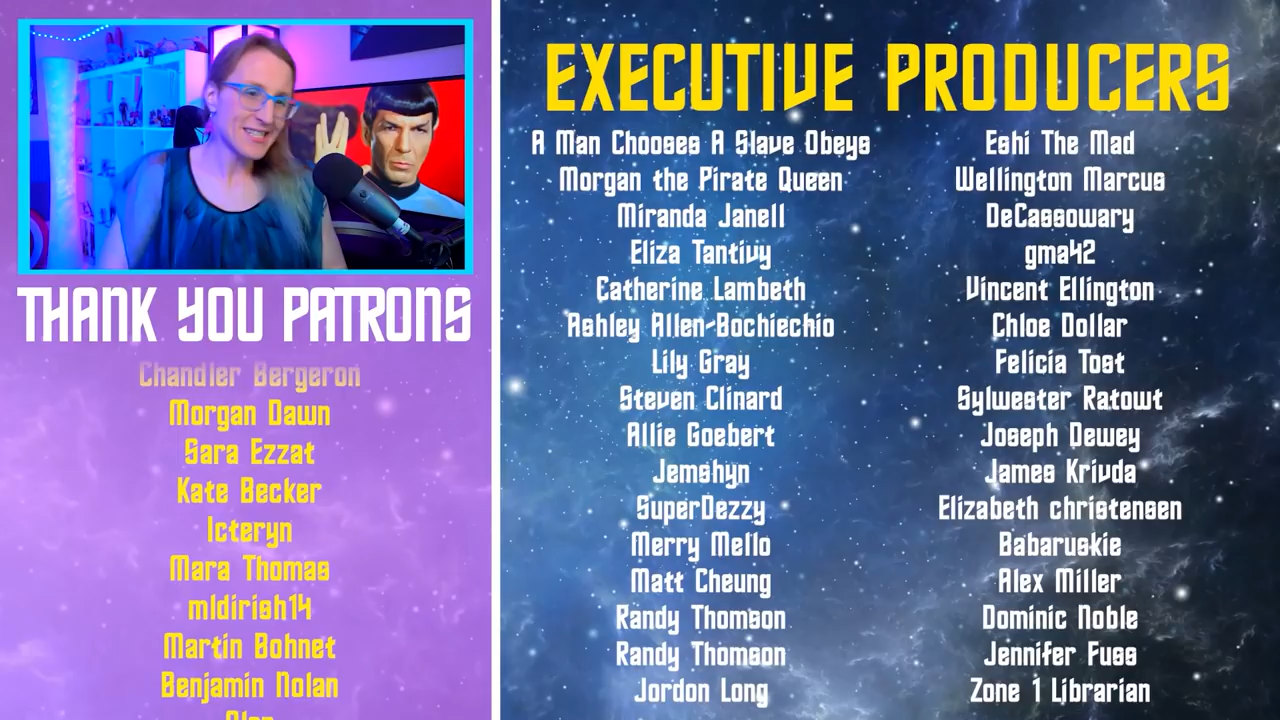 THANK YOU PATRONS
Chandler Bergeron
Morgan Dawn
Sara Ezzat
Kate Becker
Icteryn
Mara Thomas
mldirish14
Martin Bohnet
Benjamin Nolan
EXECUTIVE PRODUCERS
A Man Chooses A Slave Obeys
Morgan the Pirate Queen
Miranda Janell
Eliza Tantivy
Catherine Lambeth
Ashley Allen-Bochiechio
Lily Gray
Steven Clinard
Allie Goebert
Jemshyn
SuperDezzy
Merry Mello
Matt Cheung
Randy Thomson
Randy Thomson
Jordon Long
Eshi The Mad
Wellington Marcus
DeCassowary
gma42
Vincent Ellington
Chloe Dollar
Felicia Tost
Sylwester Ratowt
Joseph Dewey
James Krivda
Elizabeth christensen
Babaruskie
Alex Miller
Dominic Noble
Jennifer Fuss
Zone 1 Librarian